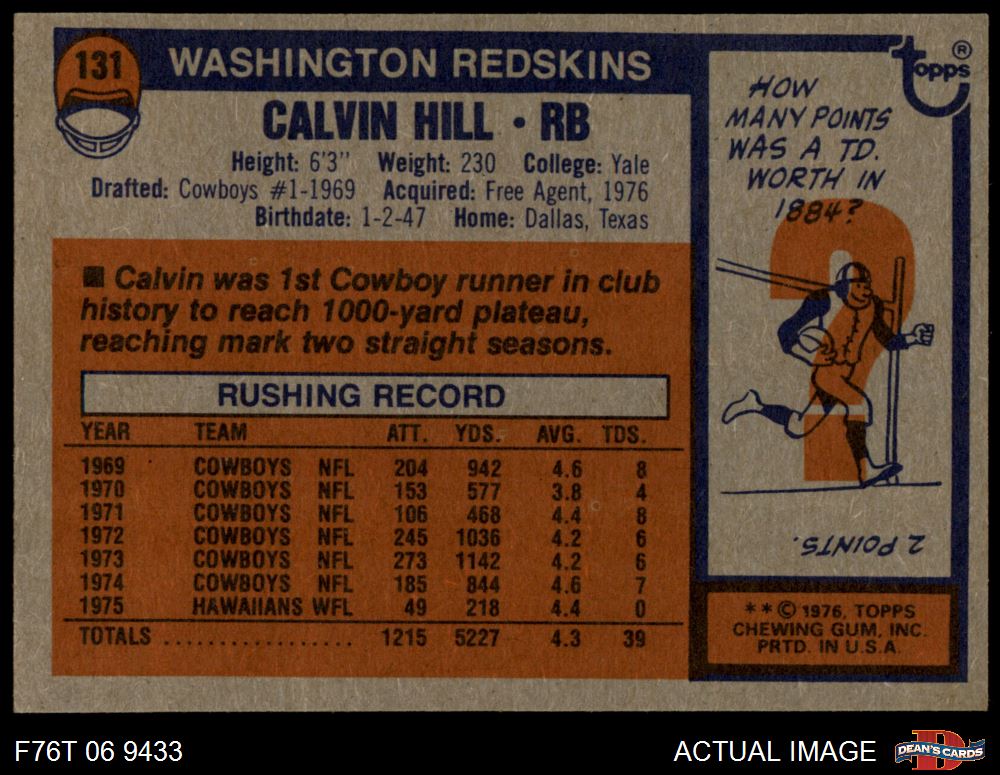 131
WASHINGTON REDSKINS
CALVIN HILL • RB
Height: 6'3" Weight: 230 College: Yale
Drafted: Cowboys #1-1969 Acquired: Free Agent, 1976
Birthdate: 1-2-47 Home: Dallas, Texas
■ Calvin was 1st Cowboy runner in club
history to reach 1000-yard plateau,
reaching mark two straight seasons.
RUSHING RECORD
YEAR TEAM ATT. YDS. AVG. TDS.
1969 COWBOYS NFL 204 942 4.6 8
1970 COWBOYS NFL 153 577 3.8 4
1971 COWBOYS NFL 106 468 4.4 8
1972 COWBOYS NFL 245 1036 4.2 6
1973 COWBOYS NFL 273 1142 4.2 6
1974 COWBOYS NFL 185 844 4.6 7
1975 HAWAIIANS WFL 49 218 4.4 0
TOTALS ................. 1215 5227 4.3 39
topps ®
HOW
MANY POINTS
WAS A TD.
WORTH IN
1884?
?
2 POINTS.
** © 1976, TOPPS
CHEWING GUM, INC.
PRTD. IN U.S.A.
F76T 06 9433
ACTUAL IMAGE
D
DEAN'S CARDS